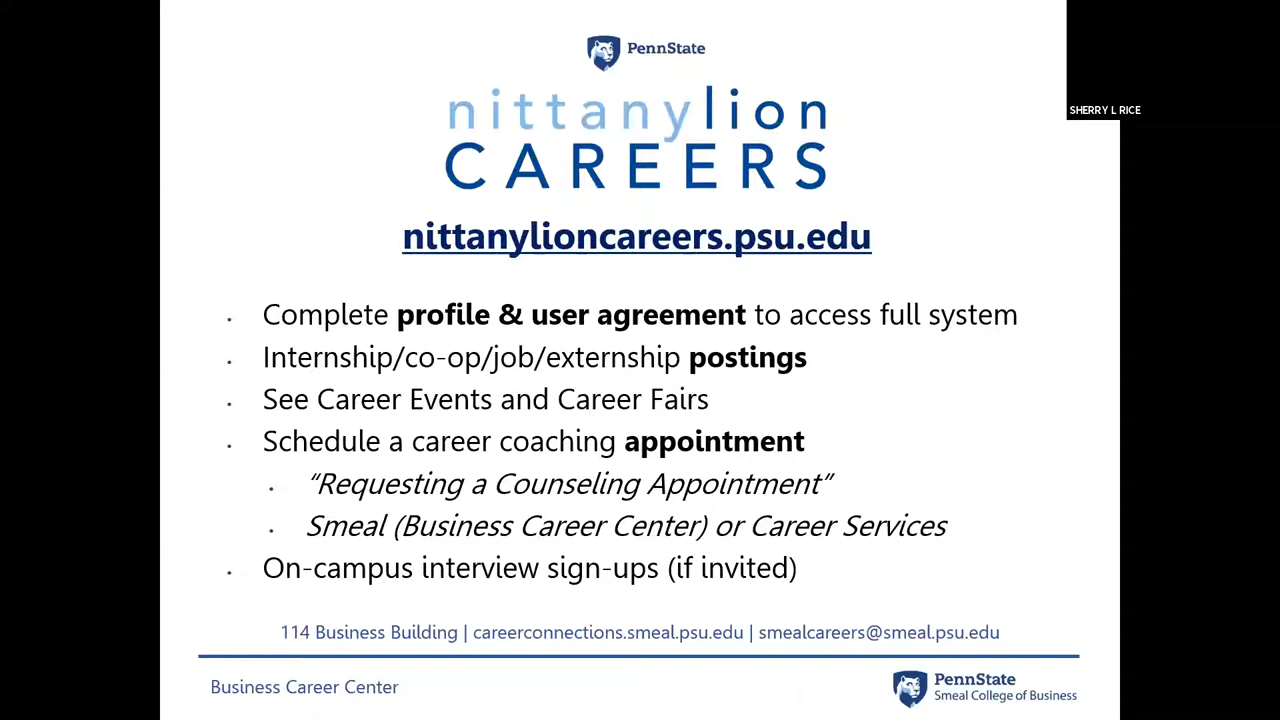 PennState
nittanylion
CAREERS
SHERRY L RICE
nittanylioncareers.psu.edu
· Complete profile & user agreement to access full system
· Internship/co-op/job/externship postings
· See Career Events and Career Fairs
· Schedule a career coaching appointment
· “Requesting a Counseling Appointment”
· Smeal (Business Career Center) or Career Services
· On-campus interview sign-ups (if invited)
114 Business Building | careerconnections.smeal.psu.edu | smealcareers@smeal.psu.edu
Business Career Center
PennState
Smeal College of Business